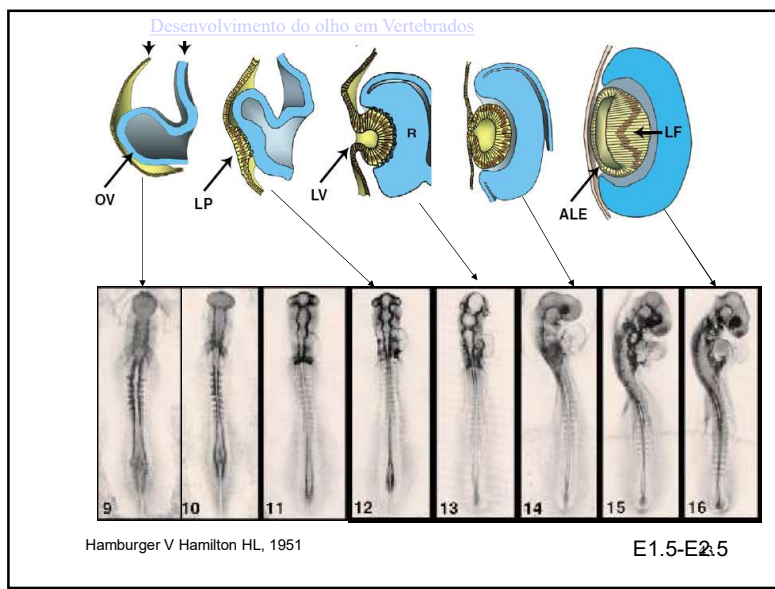 Desenvolvimento do olho em Vertebrados
OV
LP
LV
R
LF
ALE
9
10
11
12
13
14
15
16
Hamburger V Hamilton HL, 1951
E1.5-E2.5